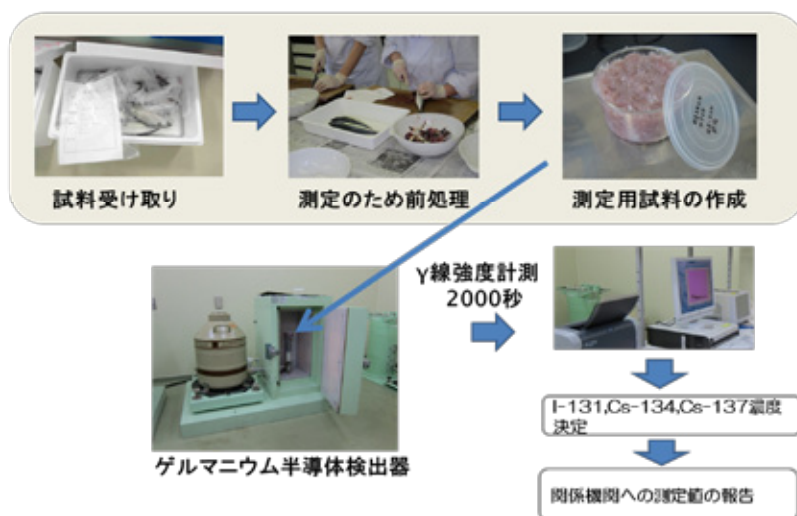 試料受け取り
測定のため前処理
測定用試料の作成
γ線強度計測
2000秒
ゲルマニウム半導体検出器
I-131,Cs-134,Cs-137濃度
決定
関係機関への測定値の報告